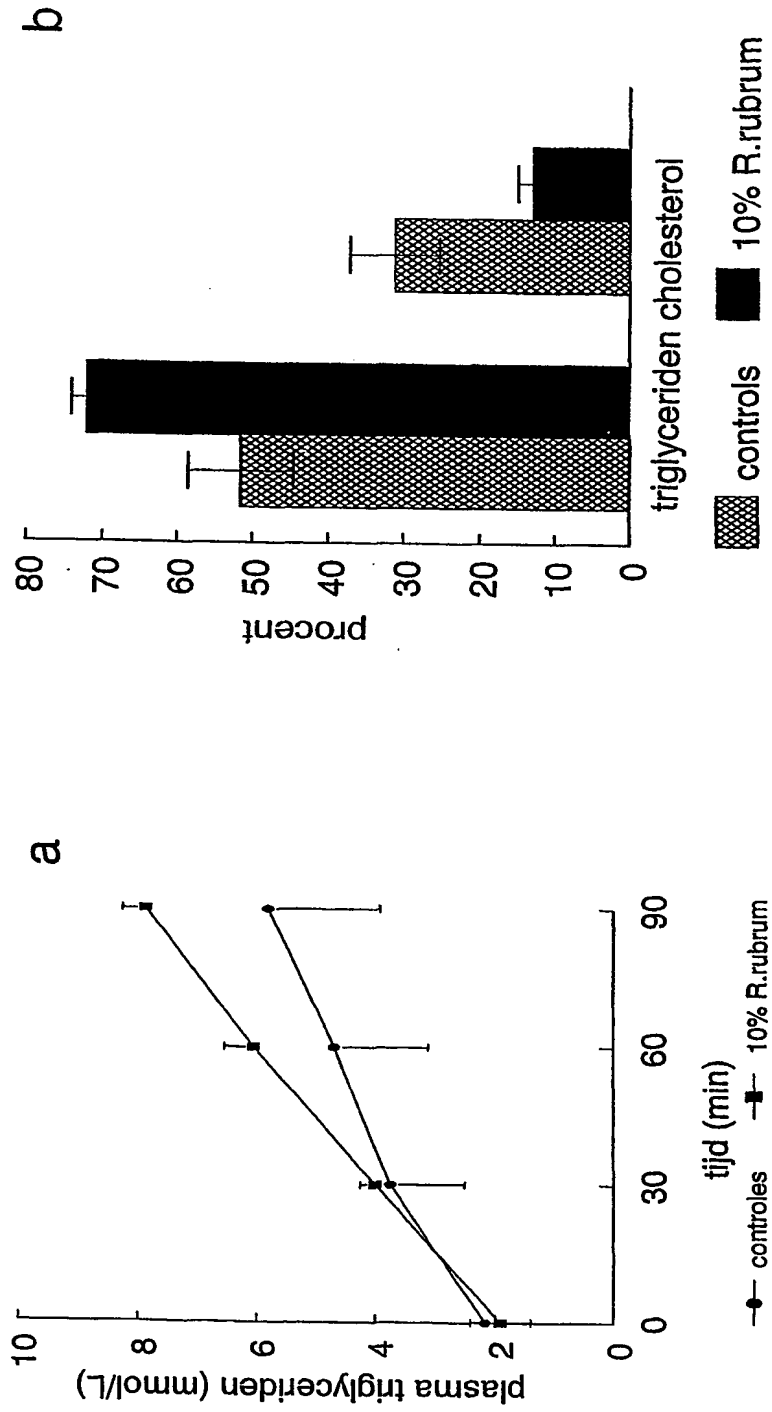 a
plasma triglyceriden (mmol/L)
10
8
6
4
2
0
0 30 60 90
tijd (min)
controles 10% R.rubrum
b
procent
80
70
60
50
40
30
20
10
0
triglyceriden cholesterol
controls 10% R.rubrum